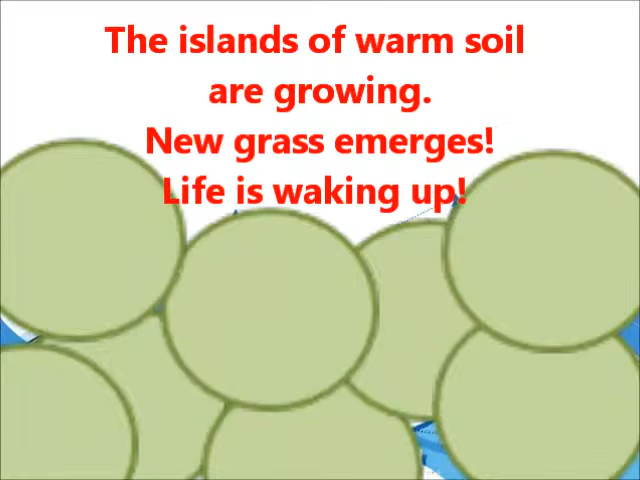 The islands of warm soil
are growing.
New grass emerges!
Life is waking up!